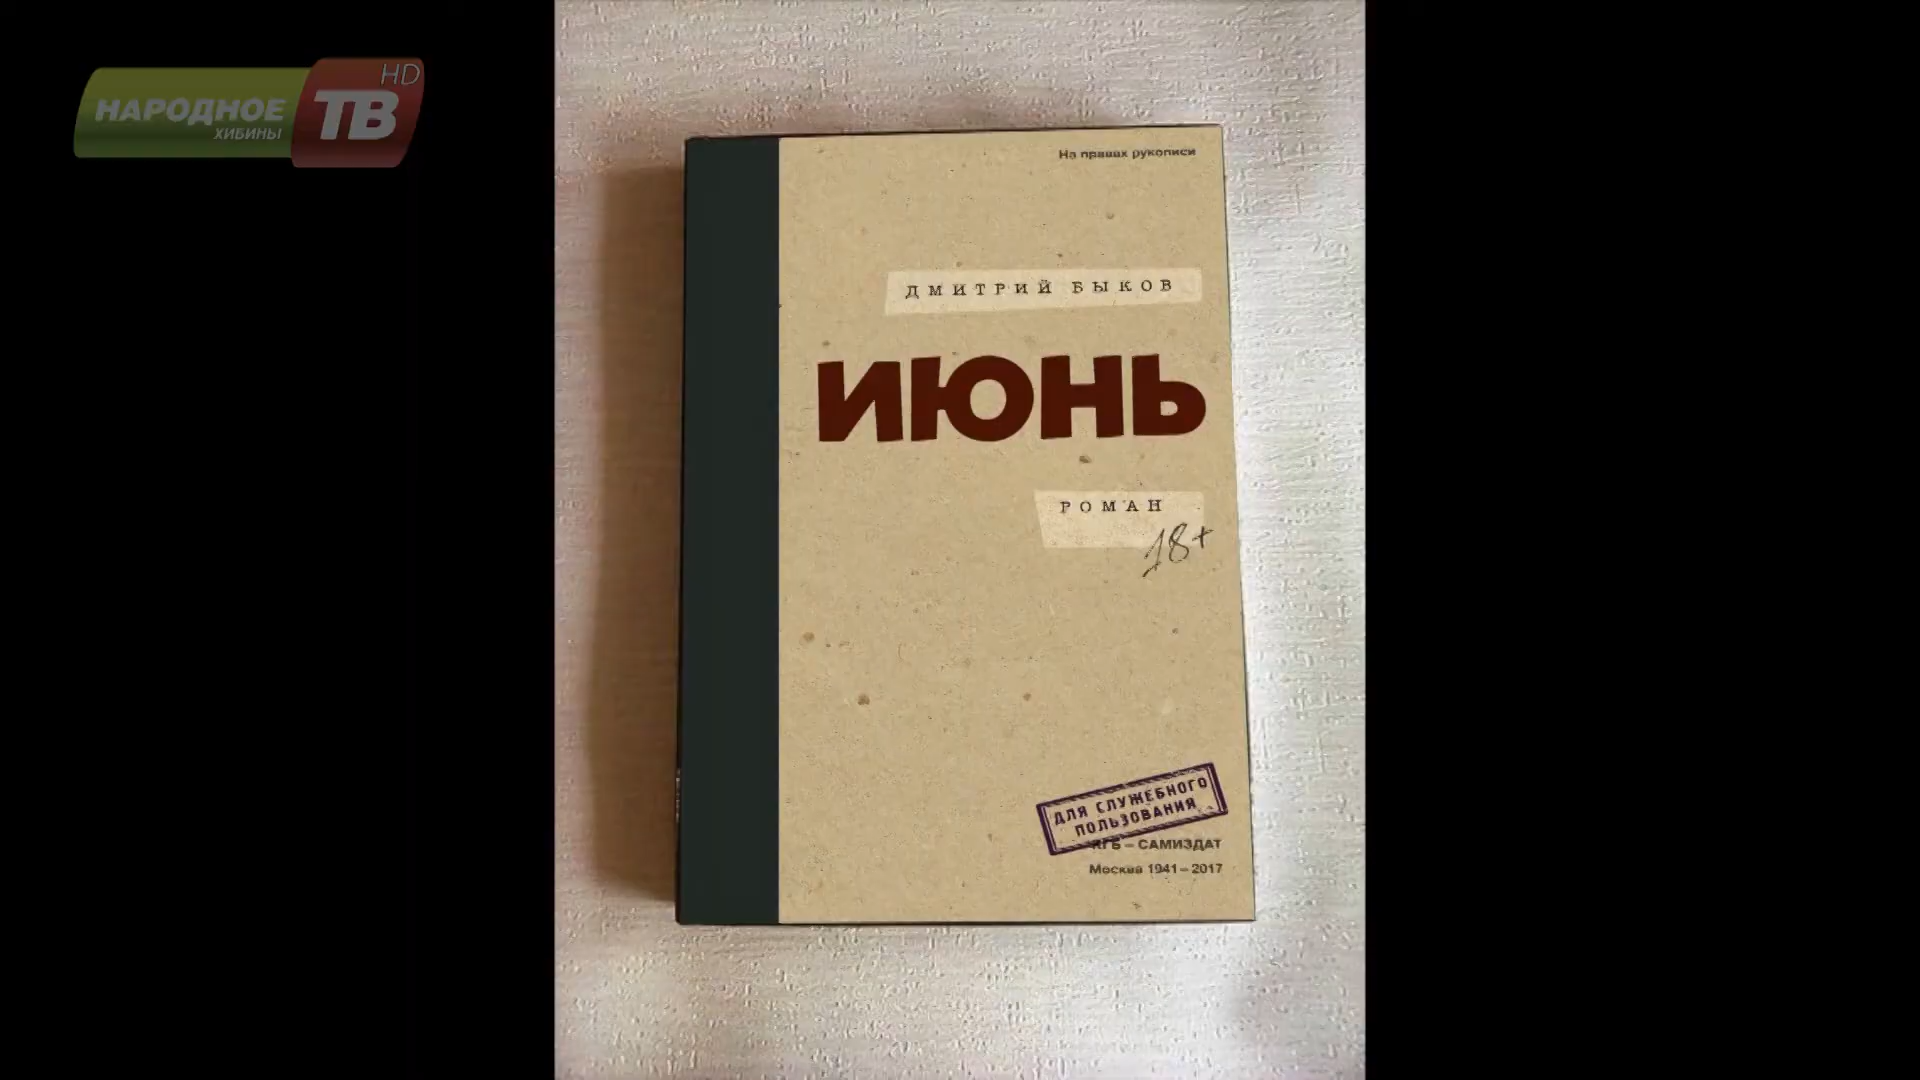 НАРОДНОЕ
ХИБИНЫ
ТВ
HD
На правах рукописи
ДМИТРИЙ БЫКОВ
ИЮНЬ
РОМАН
18+
ДЛЯ СЛУЖЕБНОГО
ПОЛЬЗОВАНИЯ
– САМИЗДАТ
Москва 1941–2017